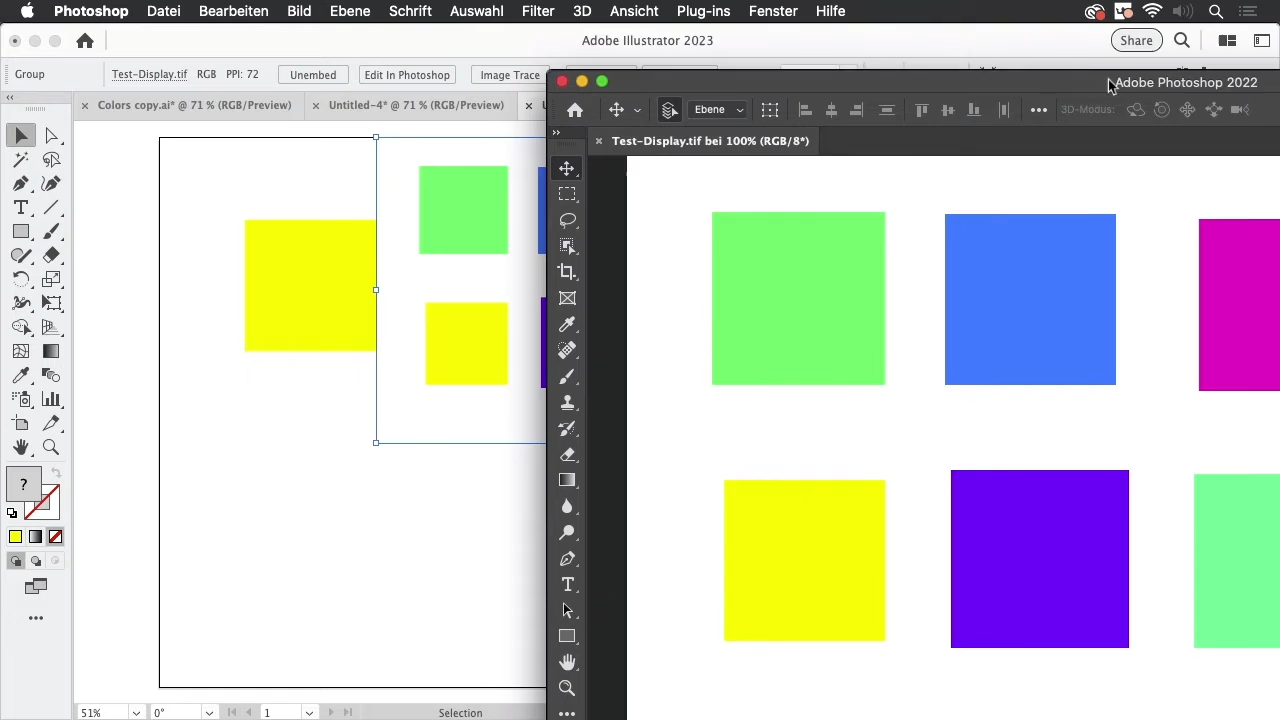 Photoshop Datei Bearbeiten Bild Ebene Schrift Auswahl Filter 3D Ansicht Plug-ins Fenster Hilfe
Adobe Illustrator 2023
Share
Group Test-Display.tif RGB PPI: 72 Unembed Edit In Photoshop Image Trace
Adobe Photoshop 2022
Colors copy.ai* @ 71 % (RGB/Preview) Untitled-4* @ 71 % (RGB/Preview) U
Ebene 3D-Modus:
Test-Display.tif bei 100% (RGB/8*)
?
51% 0° 1 Selection